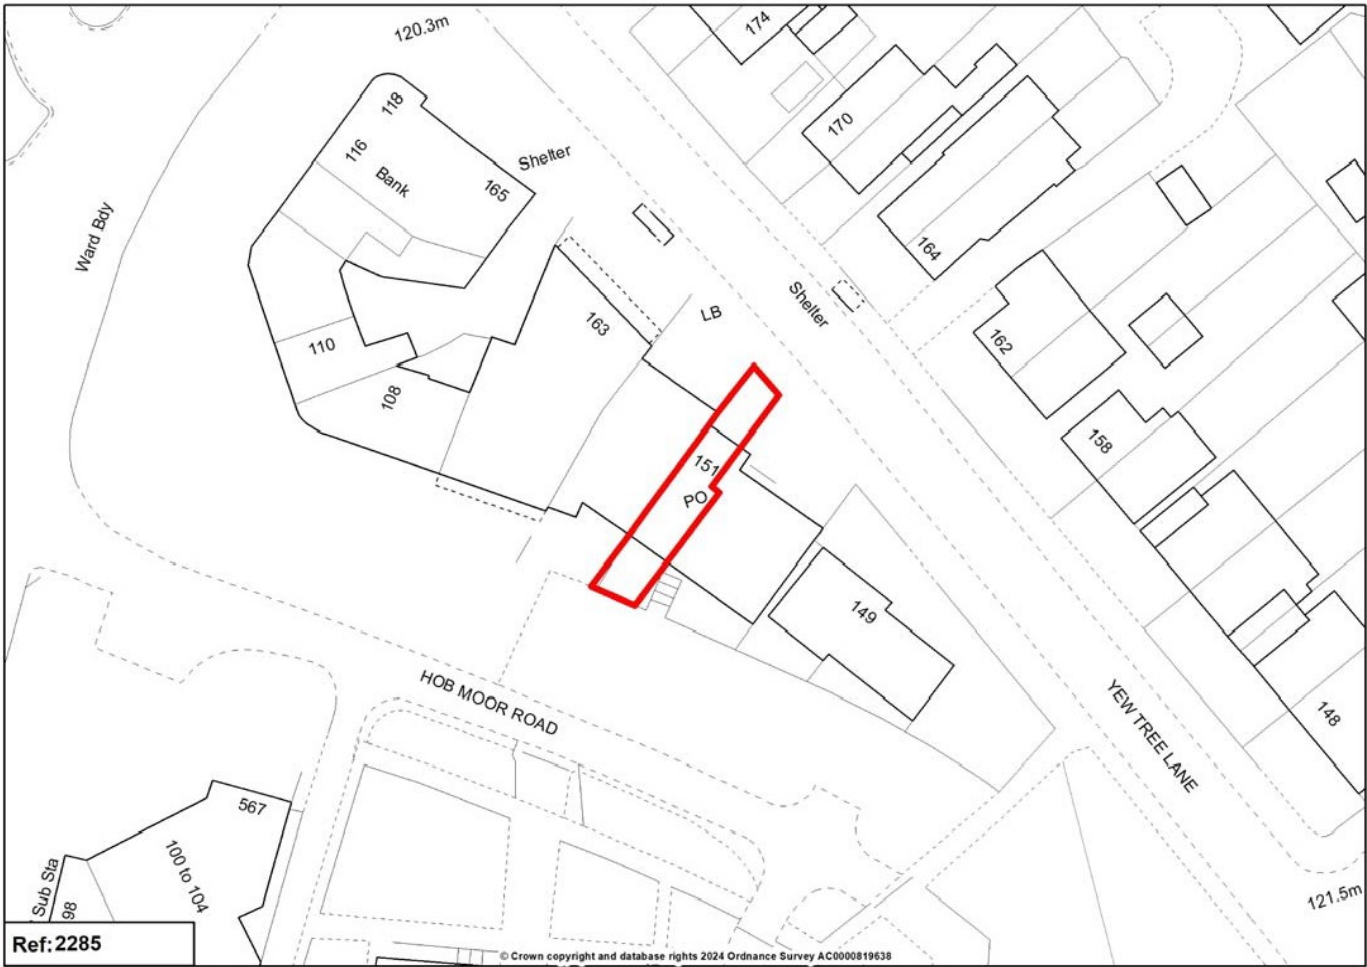 120.3m
174
118
116
Bank
165
Shelter
170
164
Ward Bdy
LB
Shelter
163
162
110
108
158
151
PO
149
HOB MOOR ROAD
YEW TREE LANE
148
567
100 to 104
Sub Sta
98
121.5m
Ref: 2285
© Crown copyright and database rights 2024 Ordnance Survey AC0000819638